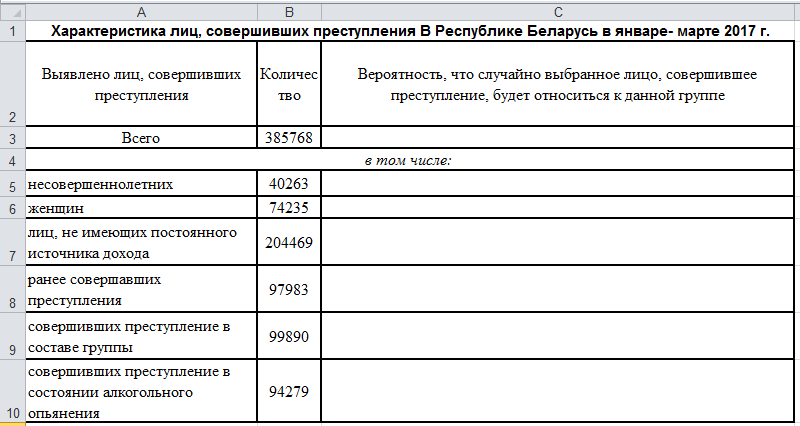 A B C
1 Характеристика лиц, совершивших преступления В Республике Беларусь в январе- марте 2017 г.
Выявлено лиц, совершивших Количес Вероятность, что случайно выбранное лицо, совершившее
преступления тво преступление, будет относиться к данной группе
2
3 Всего 385768
4 в том числе:
5 несовершеннолетних 40263
6 женщин 74235
лиц, не имеющих постоянного
7 источника дохода 204469
ранее совершавших
8 преступления 97983
совершивших преступление в
9 составе группы 99890
совершивших преступление в
состоянии алкогольного 94279
10 опьянения